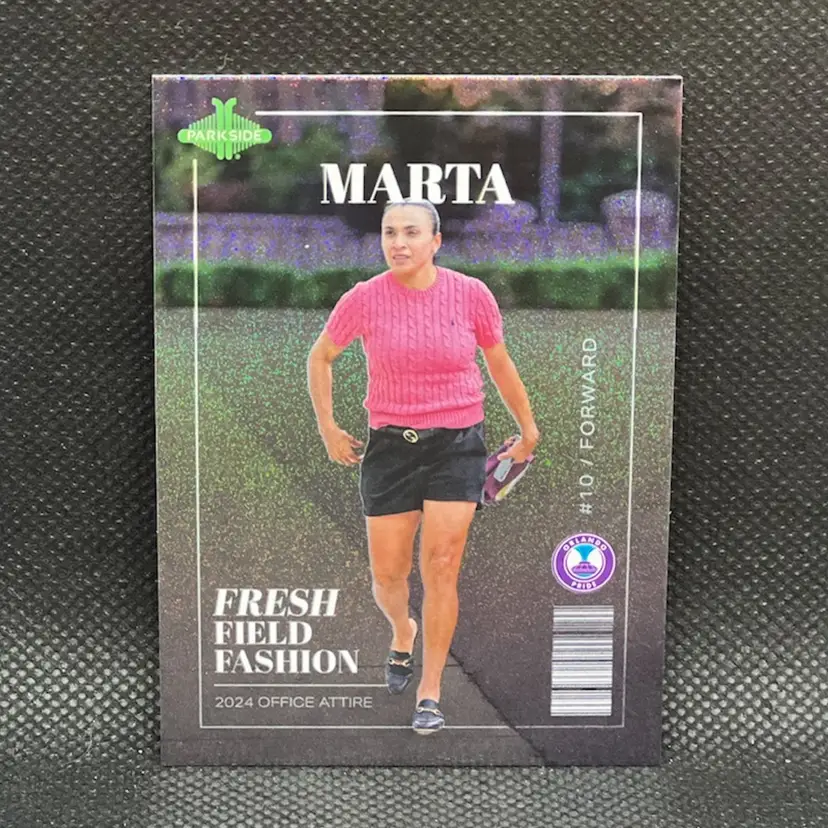 PARKSIDE
MARTA
#10 / FORWARD
ORLANDO
PRIDE
FRESH
FIELD
FASHION
2024 OFFICE ATTIRE